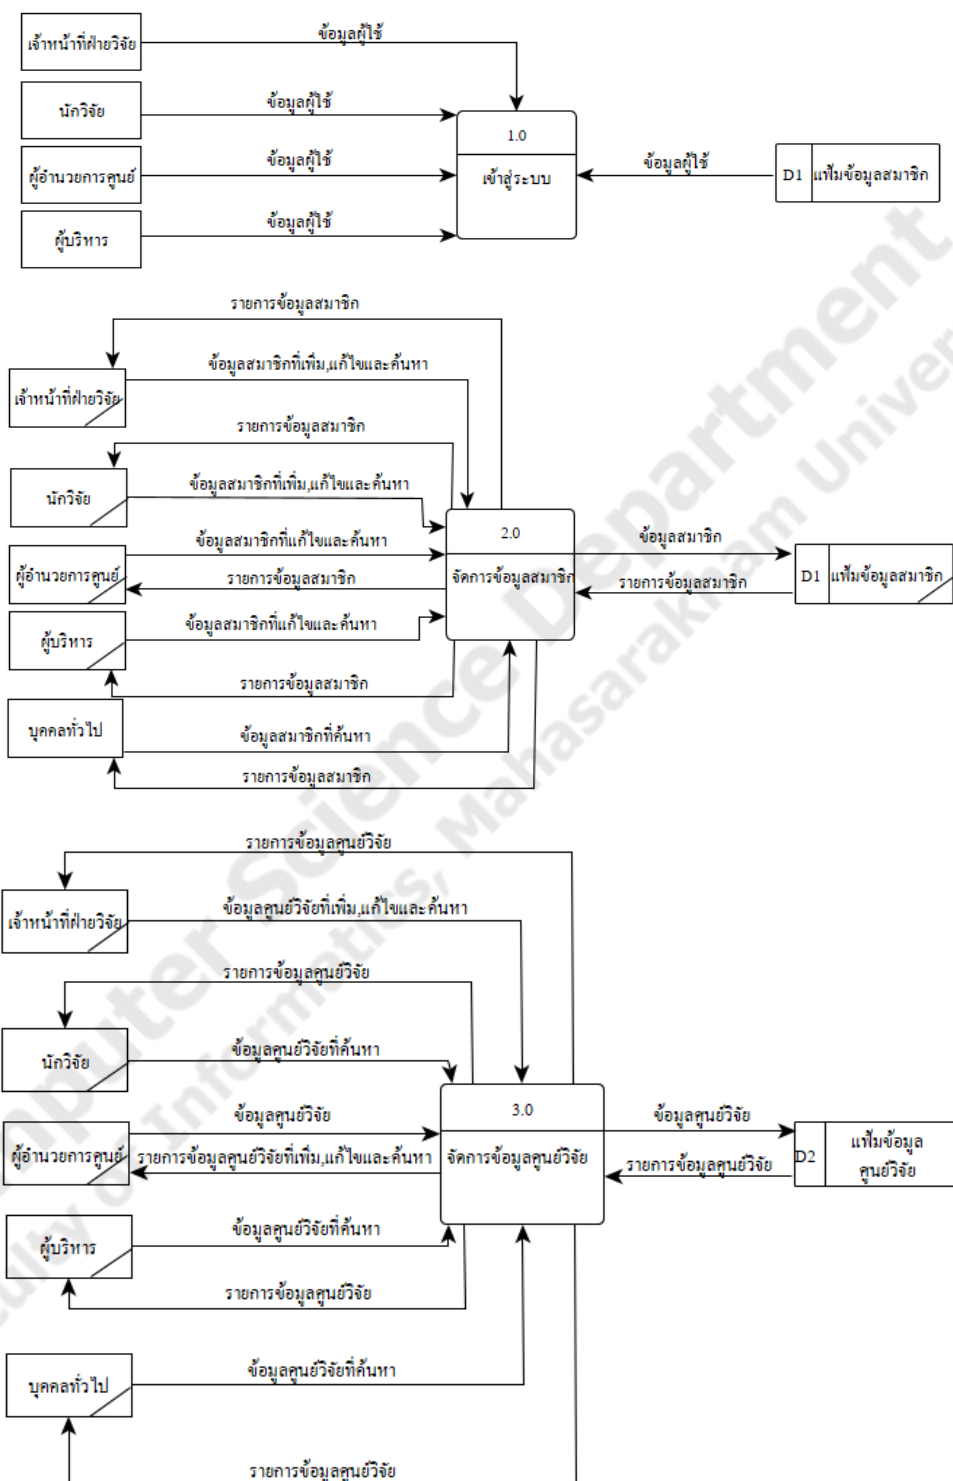 ข้อมูลผู้ใช้
เจ้าหน้าที่ฝ่ายวิจัย
ข้อมูลผู้ใช้
นักวิจัย
1.0
ข้อมูลผู้ใช้
ข้อมูลผู้ใช้
ผู้อำนวยการศูนย์
เข้าสู่ระบบ
D1 แฟ้มข้อมูลสมาชิก
ข้อมูลผู้ใช้
ผู้บริหาร
รายการข้อมูลสมาชิก
ข้อมูลสมาชิกที่เพิ่ม,แก้ไขและค้นหา
เจ้าหน้าที่ฝ่ายวิจัย
รายการข้อมูลสมาชิก
ข้อมูลสมาชิกที่เพิ่ม,แก้ไขและค้นหา
นักวิจัย
2.0
ข้อมูลสมาชิกที่แก้ไขและค้นหา
ข้อมูลสมาชิก
ผู้อำนวยการศูนย์
รายการข้อมูลสมาชิก
จัดการข้อมูลสมาชิก
รายการข้อมูลสมาชิก
D1 แฟ้มข้อมูลสมาชิก
ข้อมูลสมาชิกที่แก้ไขและค้นหา
ผู้บริหาร
รายการข้อมูลสมาชิก
บุคคลทั่วไป
ข้อมูลสมาชิกที่ค้นหา
รายการข้อมูลสมาชิก
รายการข้อมูลศูนย์วิจัย
ข้อมูลศูนย์วิจัยที่เพิ่ม,แก้ไขและค้นหา
เจ้าหน้าที่ฝ่ายวิจัย
รายการข้อมูลศูนย์วิจัย
ข้อมูลศูนย์วิจัยที่ค้นหา
นักวิจัย
3.0
ข้อมูลศูนย์วิจัย
ข้อมูลศูนย์วิจัย
ผู้อำนวยการศูนย์
รายการข้อมูลศูนย์วิจัยที่เพิ่ม,แก้ไขและค้นหา
จัดการข้อมูลศูนย์วิจัย
รายการข้อมูลศูนย์วิจัย
D2 แฟ้มข้อมูล
ศูนย์วิจัย
ข้อมูลศูนย์วิจัยที่ค้นหา
ผู้บริหาร
รายการข้อมูลศูนย์วิจัย
ข้อมูลศูนย์วิจัยที่ค้นหา
บุคคลทั่วไป
รายการข้อมูลศูนย์วิจัย
Computer Science Department
Faculty of Informatics, Mahasarakham Univer